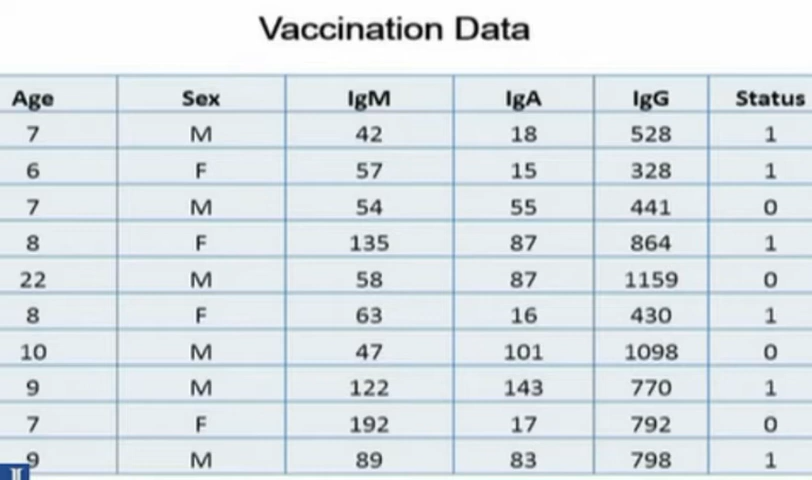 Vaccination Data
Age Sex IgM IgA IgG Status
7 M 42 18 528 1
6 F 57 15 328 1
7 M 54 55 441 0
8 F 135 87 864 1
22 M 58 87 1159 0
8 F 63 16 430 1
10 M 47 101 1098 0
9 M 122 143 770 1
7 F 192 17 792 0
9 M 89 83 798 1